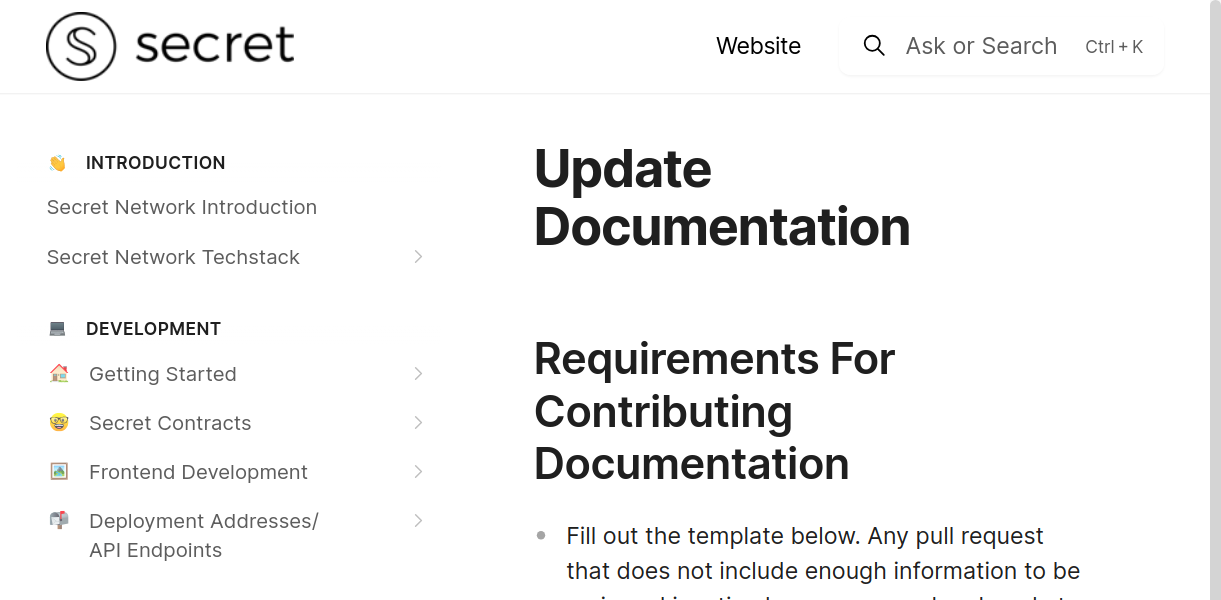 secret
Website
Ask or Search
Ctrl + K
INTRODUCTION
Secret Network Introduction
Secret Network Techstack
DEVELOPMENT
Getting Started
Secret Contracts
Frontend Development
Deployment Addresses/
API Endpoints
Update
Documentation
Requirements For
Contributing
Documentation
Fill out the template below. Any pull request
that does not include enough information to be